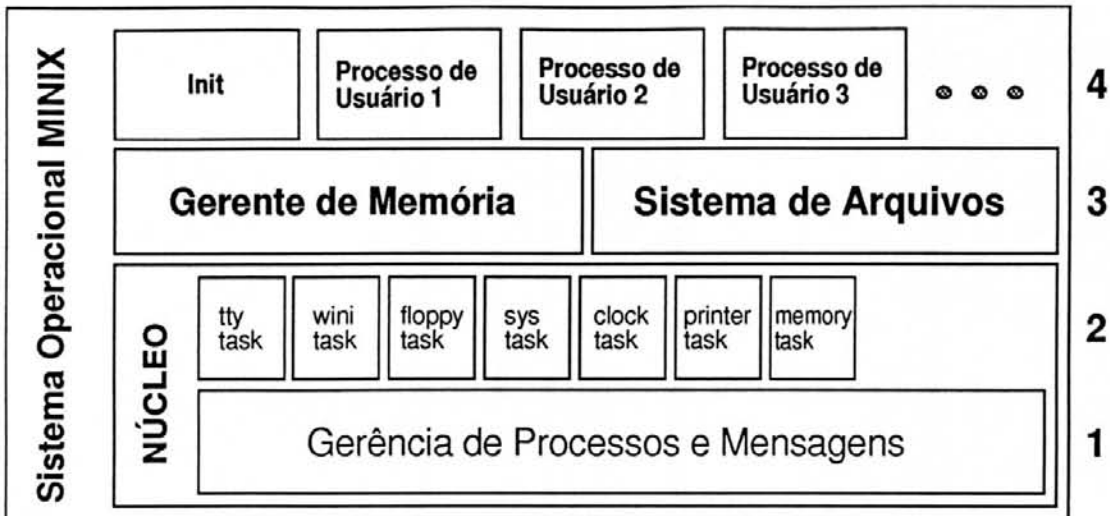 Sistema Operacional MINIX
Init
Processo de
Usuário 1
Processo de
Usuário 2
Processo de
Usuário 3
4
Gerente de Memória
Sistema de Arquivos
3
NÚCLEO
tty
task
wini
task
floppy
task
sys
task
clock
task
printer
task
memory
task
2
Gerência de Processos e Mensagens
1